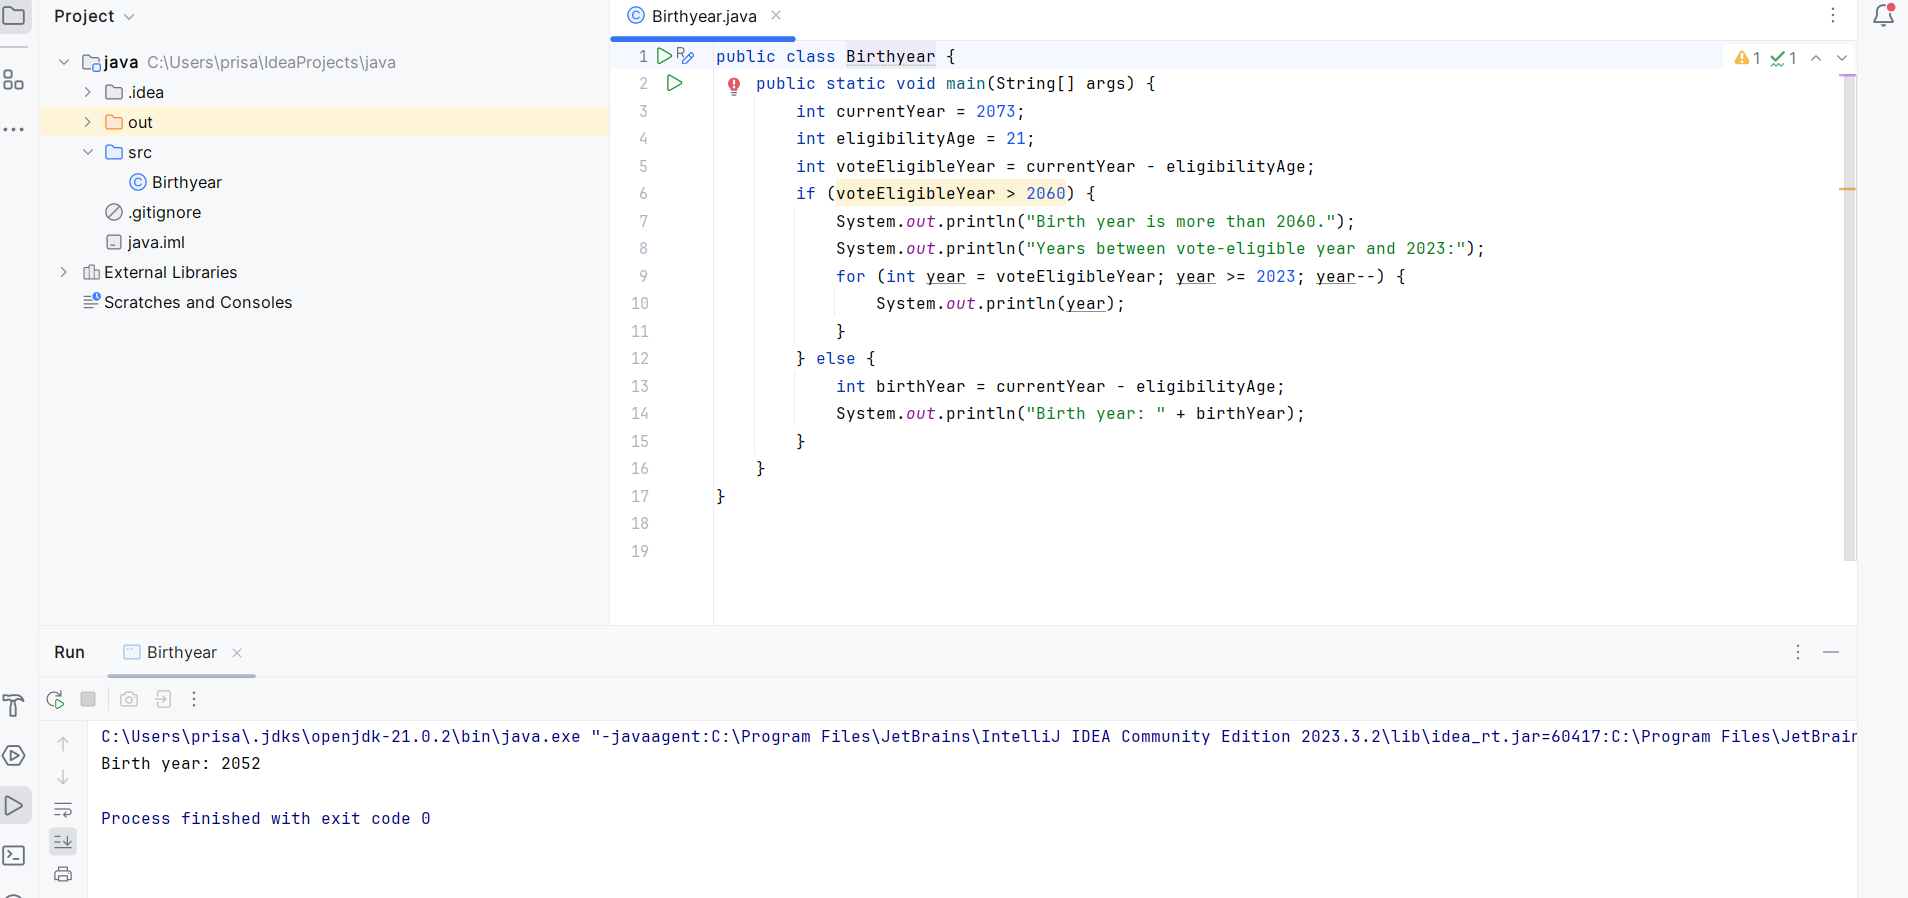 Project
java C:\Users\prisa\IdeaProjects\java
.idea
out
src
Birthyear
.gitignore
java.iml
External Libraries
Scratches and Consoles
Birthyear.java
1 public class Birthyear {
1 1
2 public static void main(String[] args) {
3 int currentYear = 2073;
4 int eligibilityAge = 21;
5 int voteEligibleYear = currentYear - eligibilityAge;
6 if (voteEligibleYear > 2060) {
7 System.out.println("Birth year is more than 2060.");
8 System.out.println("Years between vote-eligible year and 2023:");
9 for (int year = voteEligibleYear; year >= 2023; year--) {
10 System.out.println(year);
11 }
12 } else {
13 int birthYear = currentYear - eligibilityAge;
14 System.out.println("Birth year: " + birthYear);
15 }
16 }
17 }
18
19
Run Birthyear
C:\Users\prisa\.jdks\openjdk-21.0.2\bin\java.exe "-javaagent:C:\Program Files\JetBrains\IntelliJ IDEA Community Edition 2023.3.2\lib\idea_rt.jar=60417:C:\Program Files\JetBrain
Birth year: 2052
Process finished with exit code 0